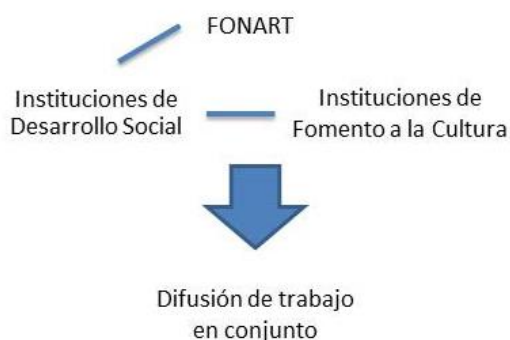 FONART
Instituciones de
Desarrollo Social
Instituciones de
Fomento a la Cultura
Difusión de trabajo
en conjunto